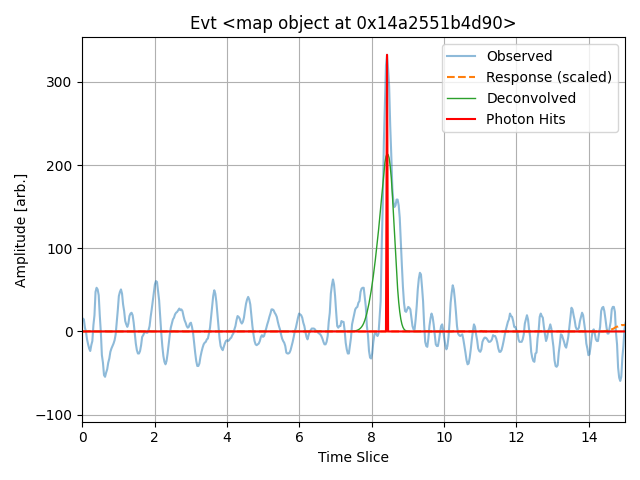 Evt <map object at 0x14a2551b4d90>
Observed
Response (scaled)
Deconvolved
Photon Hits
Amplitude [arb.]
300
200
100
0
−100
0 2 4 6 8 10 12 14
Time Slice